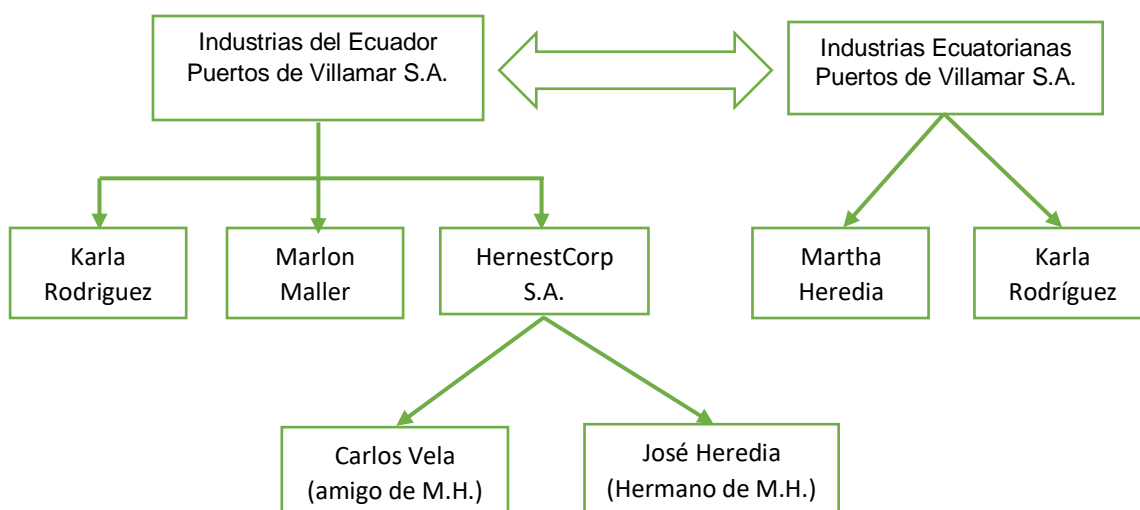 Industrias del Ecuador
Puertos de Villamar S.A.
Industrias Ecuatorianas
Puertos de Villamar S.A.
Karla
Rodriguez
Marlon
Maller
HernestCorp
S.A.
Martha
Heredia
Karla
Rodríguez
Carlos Vela
(amigo de M.H.)
José Heredia
(Hermano de M.H.)